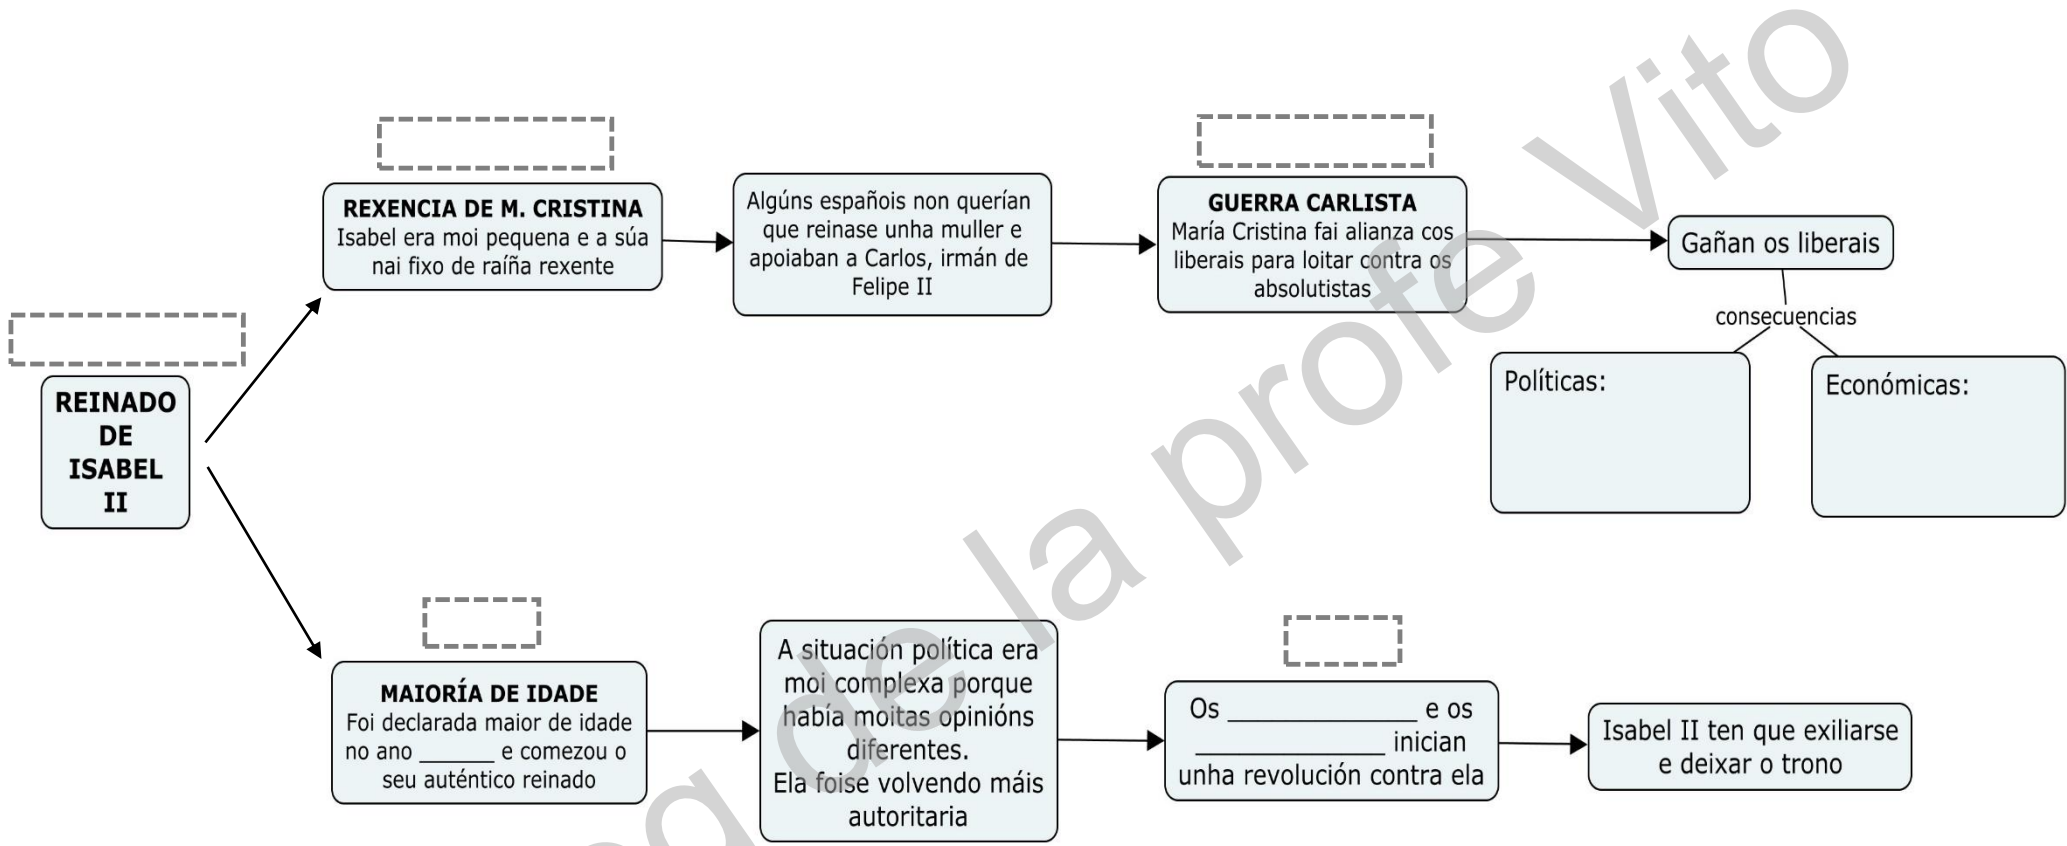 REINADO
DE
ISABEL
II
REXENCIA DE M. CRISTINA
Isabel era moi pequena e a súa
nai fixo de raíña rexente
Algúns españois non querían
que reinase unha muller e
apoiaban a Carlos, irmán de
Felipe II
GUERRA CARLISTA
María Cristina fai alianza cos
liberais para loitar contra os
absolutistas
Gañan os liberais
consecuencias
Políticas:
Económicas:
MAIORÍA DE IDADE
Foi declarada maior de idade
no ano _______ e comezou o
seu auténtico reinado
A situación política era
moi complexa porque
había moitas opinións
diferentes.
Ela foise volvendo máis
autoritaria
Os ______________ e os
______________ inician
unha revolución contra ela
Isabel II ten que exiliarse
e deixar o trono
de la profe Vito